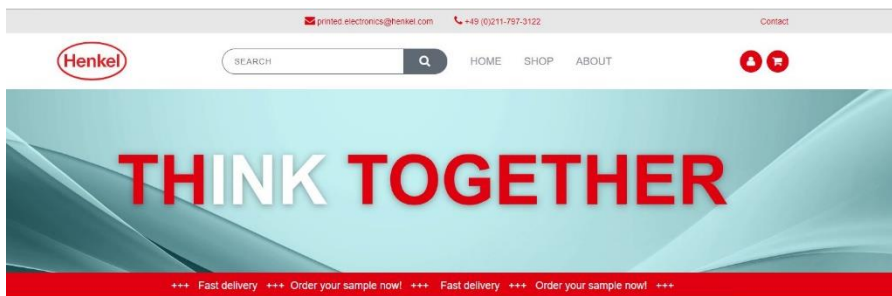 printed.electronics@henkel.com +49 (0)211-797-3122 Contact
Henkel SEARCH HOME SHOP ABOUT
THINK TOGETHER
+++ Fast delivery +++ Order your sample now! +++ Fast delivery +++ Order your sample now! +++